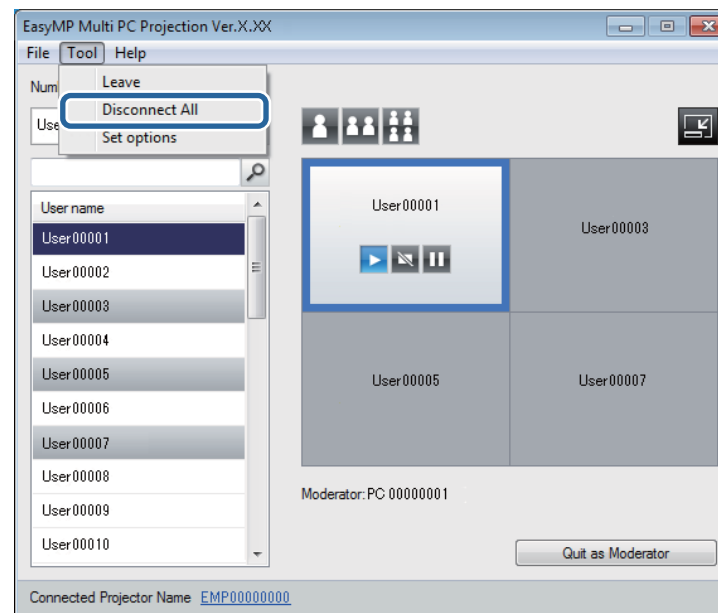 EasyMP Multi PC Projection Ver.X.XX
File Tool Help
Leave
Disconnect All
Set options
Num
Use
User name
User00001
User00002
User00003
User00004
User00005
User00006
User00007
User00008
User00009
User00010
User00001
User00003
User00005
User00007
Moderator: PC 00000001
Quit as Moderator
Connected Projector Name EMP00000000